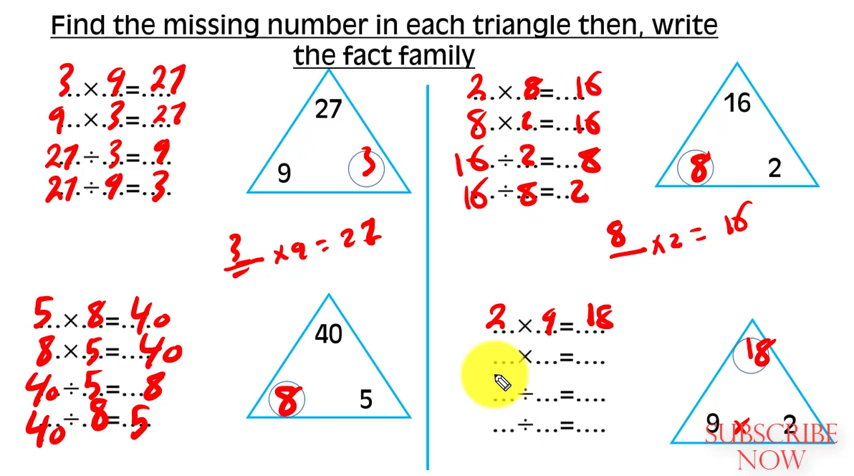 Find the missing number in each triangle then, write
the fact family
3 × 9 = 27
9 × 3 = 27
27 ÷ 3 = 9
27 ÷ 9 = 3
27
9 3
3 × 9 = 27
2 × 8 = 16
8 × 2 = 16
16 ÷ 2 = 8
16 ÷ 8 = 2
16
8 2
8 × 2 = 16
5 × 8 = 40
8 × 5 = 40
40 ÷ 5 = 8
40 ÷ 8 = 5
40
8 5
2 × 9 = 18
.... × .... = ....
.... ÷ .... = ....
.... ÷ .... = ....
18
9 × 2
SUBSCRIBE
NOW